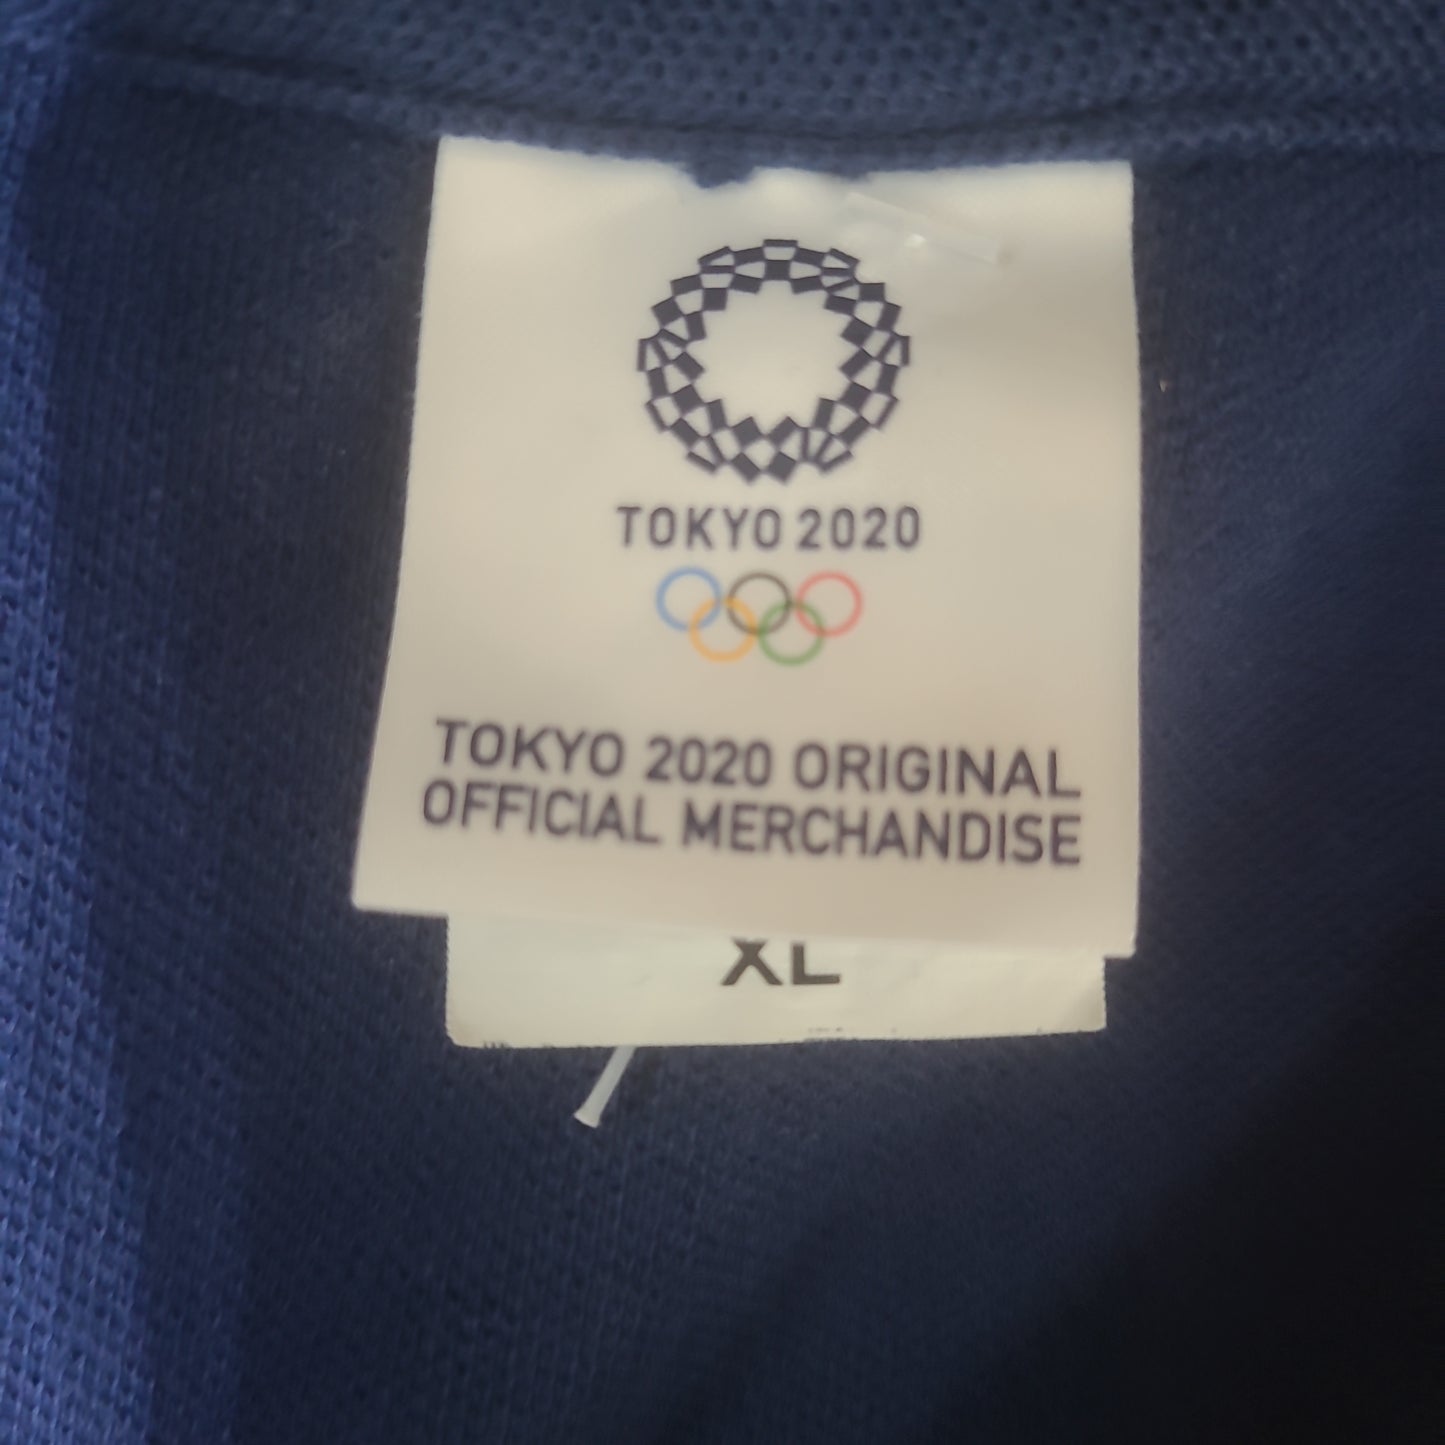 TOKYO 2020
TOKYO 2020 ORIGINAL
OFFICIAL MERCHANDISE
XL